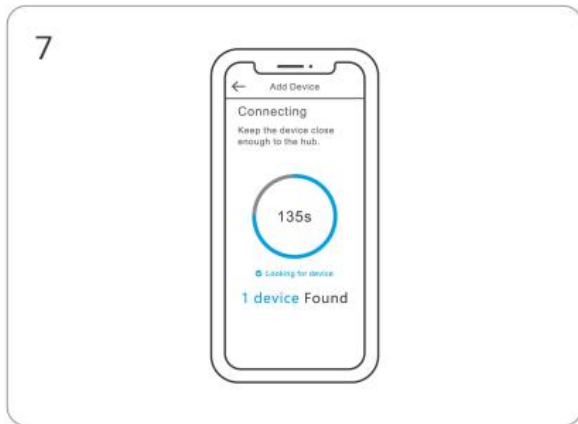 7
Add Device
Connecting
Keep the device close
enough to the hub.
135s
Looking for device
1 device Found